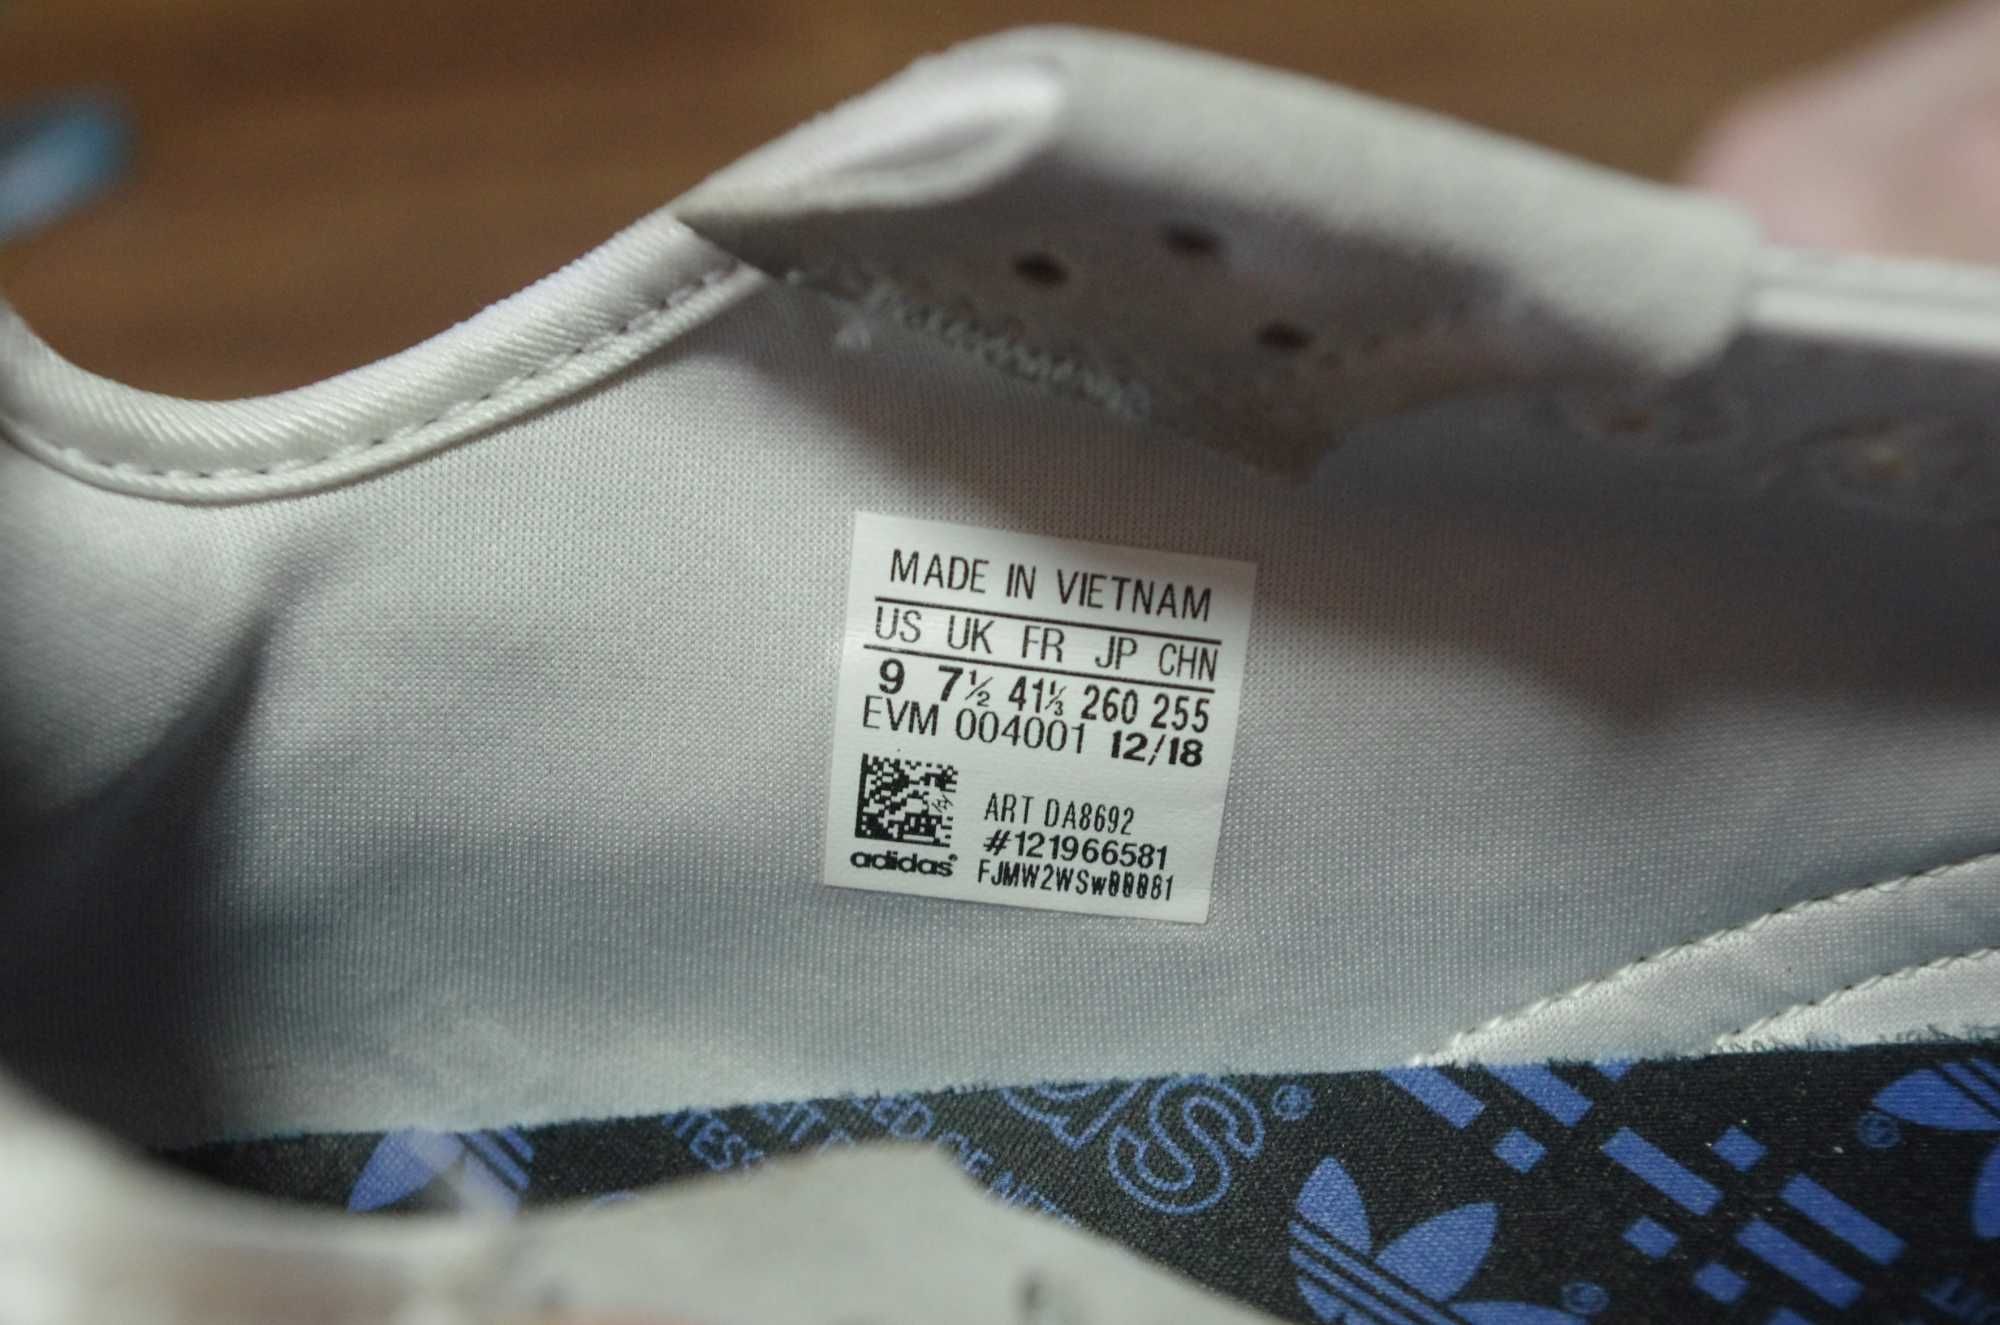 MADE IN VIETNAM
US UK FR JP CHN
9 7½ 41⅓ 260 255
EVM 004001 12/18
ART DA8692
#121966581
adidas®
FJMW2WSw00081